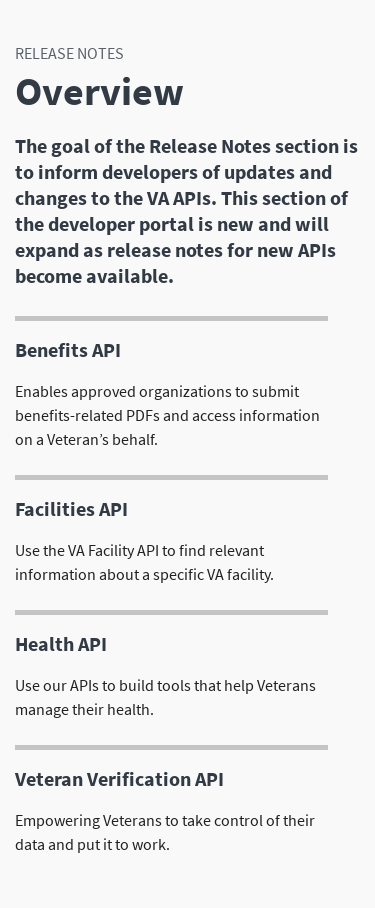 RELEASE NOTES
Overview
The goal of the Release Notes section is
to inform developers of updates and
changes to the VA APIs. This section of
the developer portal is new and will
expand as release notes for new APIs
become available.
Benefits API
Enables approved organizations to submit
benefits-related PDFs and access information
on a Veteran’s behalf.
Facilities API
Use the VA Facility API to find relevant
information about a specific VA facility.
Health API
Use our APIs to build tools that help Veterans
manage their health.
Veteran Verification API
Empowering Veterans to take control of their
data and put it to work.